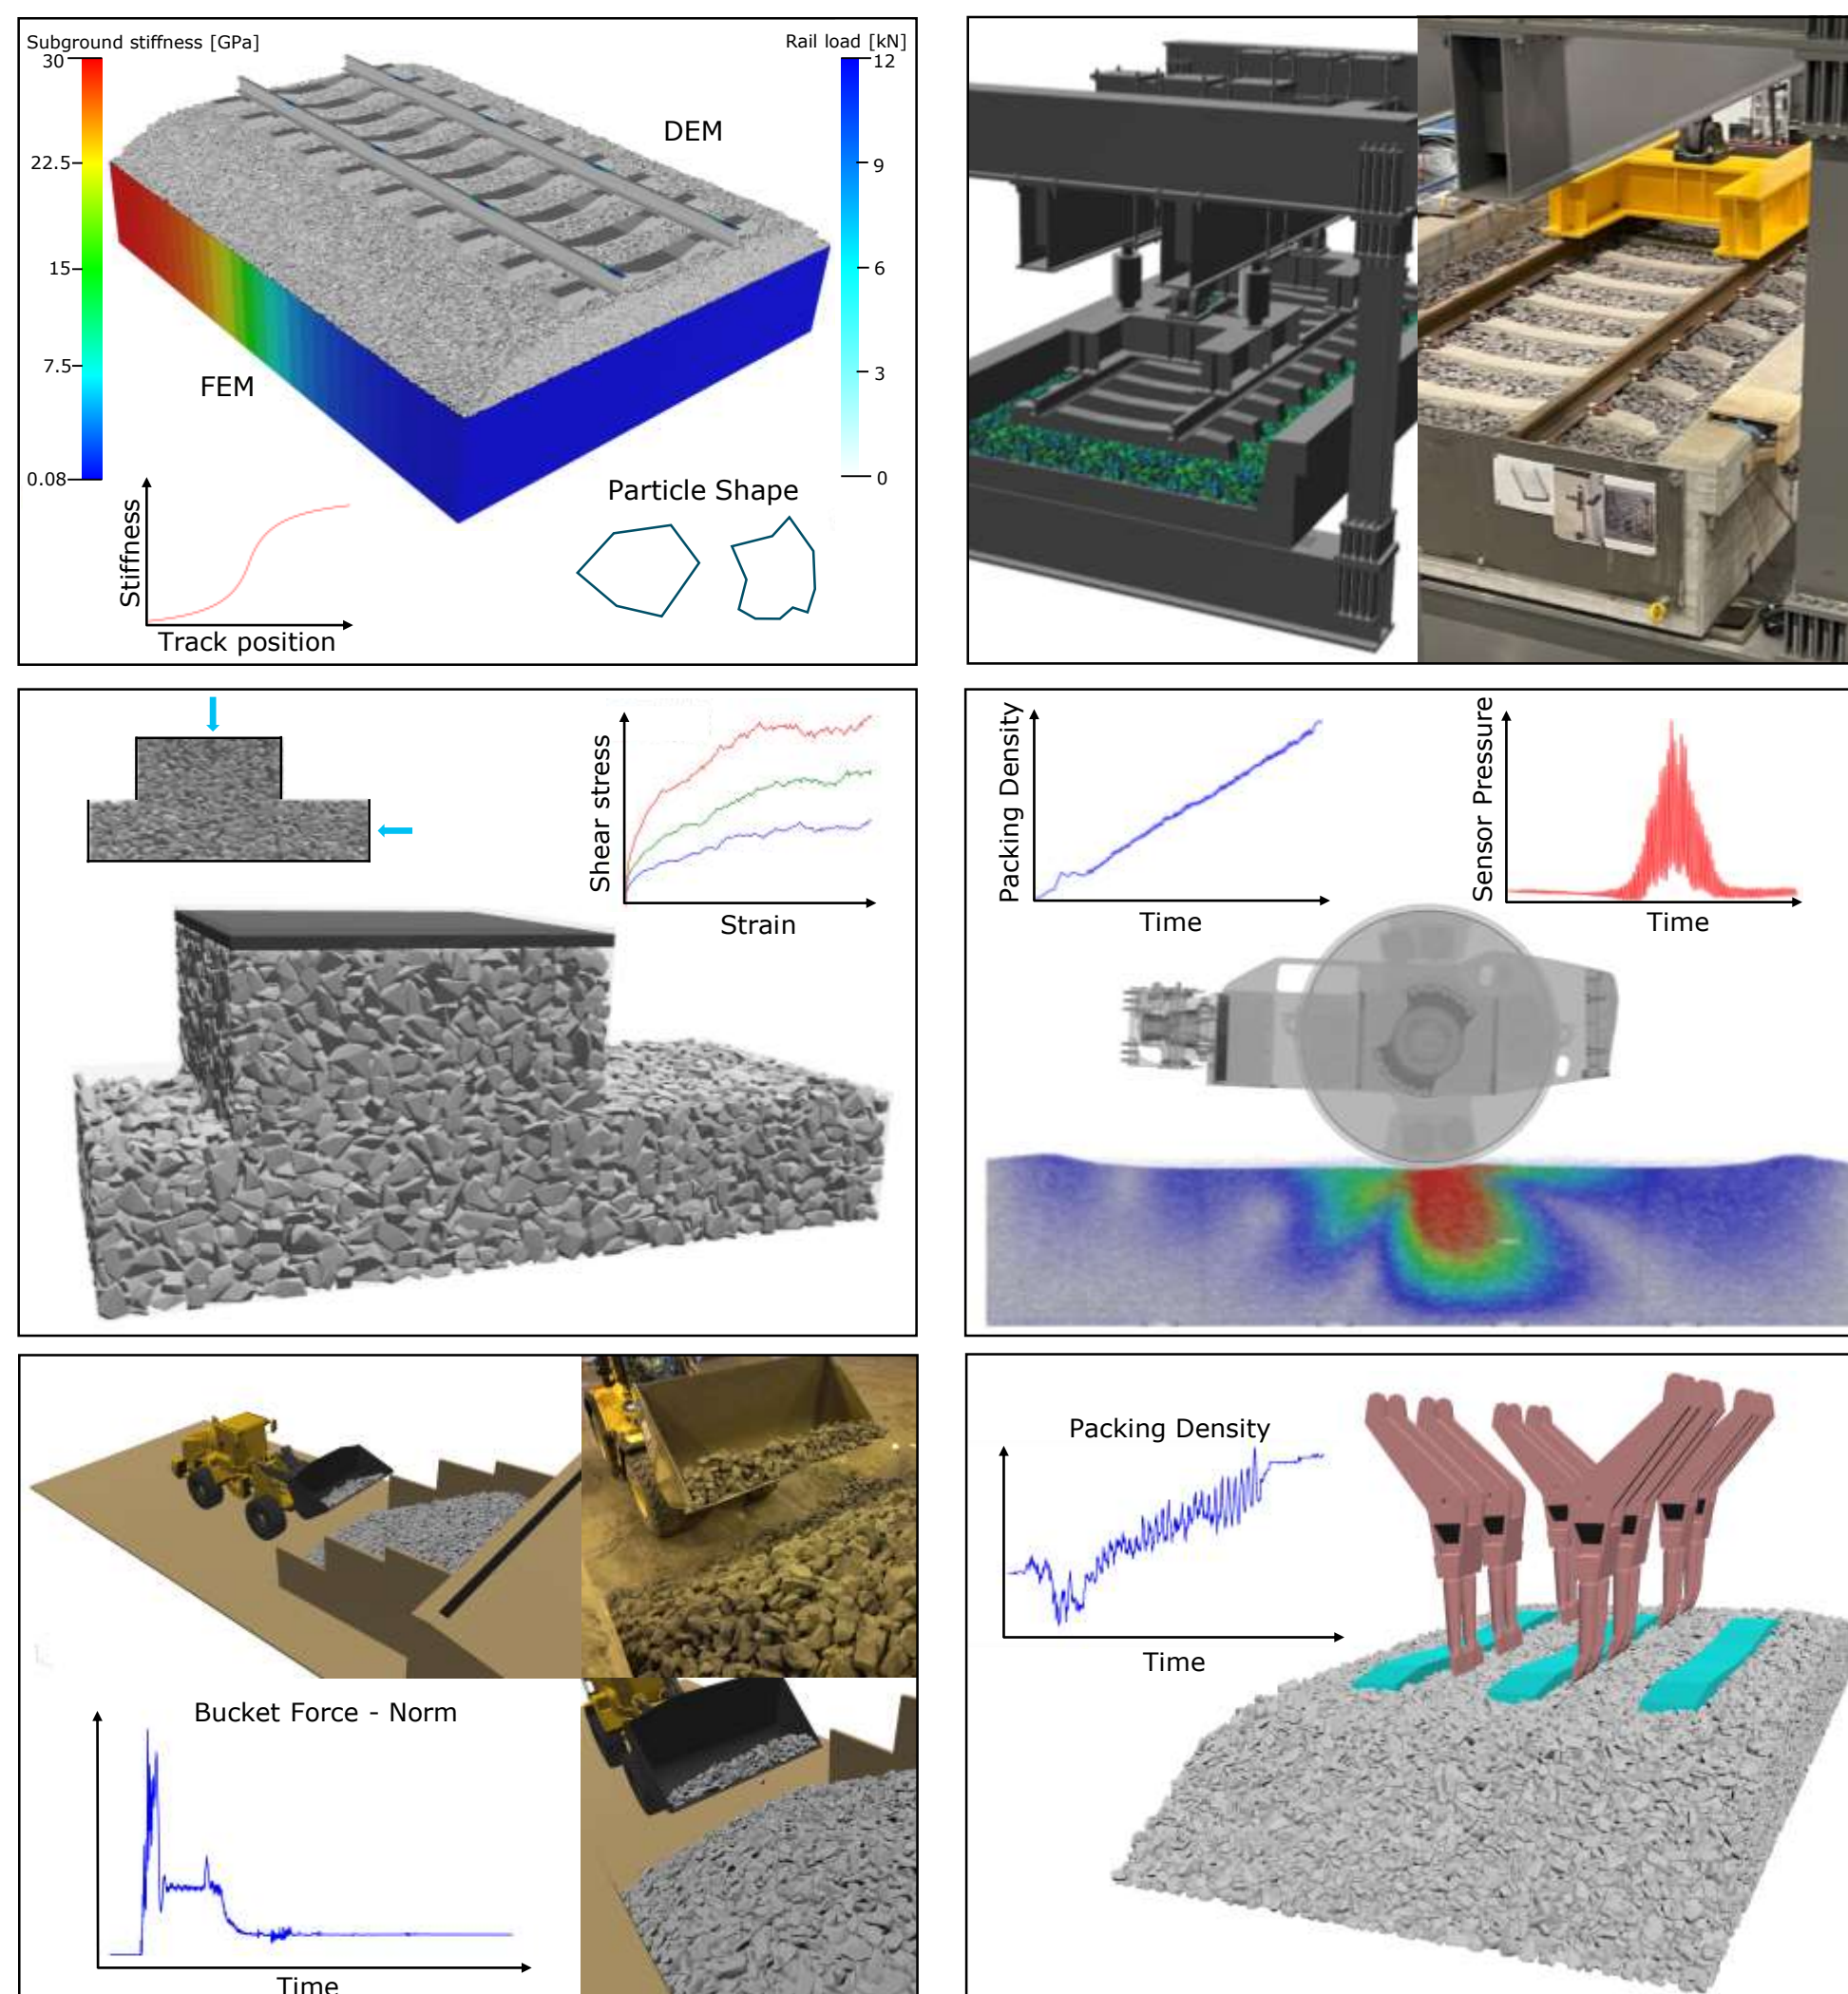 Subground stiffness [GPa]
Rail load [kN]
30
22.5
15
7.5
0.08
12
9
6
3
0
DEM
FEM
Stiffness
Track position
Particle Shape
Shear stress
Strain
Packing Density
Time
Sensor Pressure
Time
Bucket Force - Norm
Time
Packing Density
Time